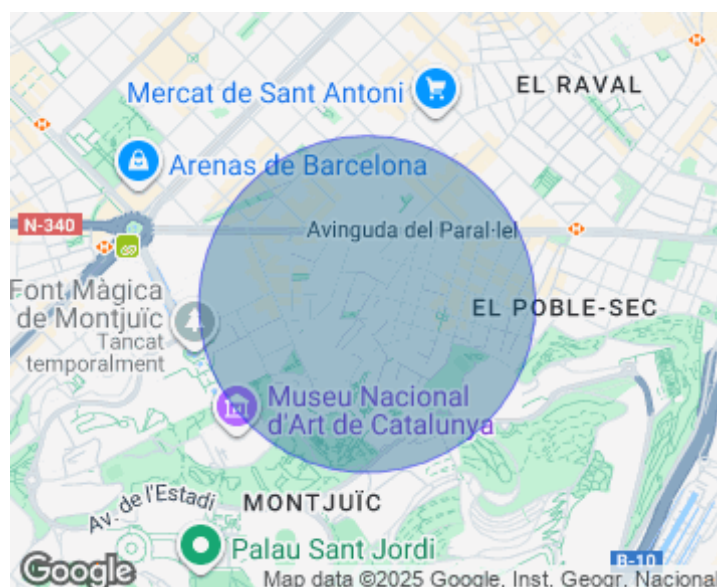 EL RAVAL
Mercat de Sant Antoni
Arenas de Barcelona
N-340
Avinguda del Paral·lel
Font Màgica
de Montjuïc
Tancat
temporalment
EL POBLE-SEC
Museu Nacional
d'Art de Catalunya
MONTJUÏC
Av. de l'Estadi
Palau Sant Jordi
B-10
Google
Map data ©2025 Google, Inst. Geogr. Nacional